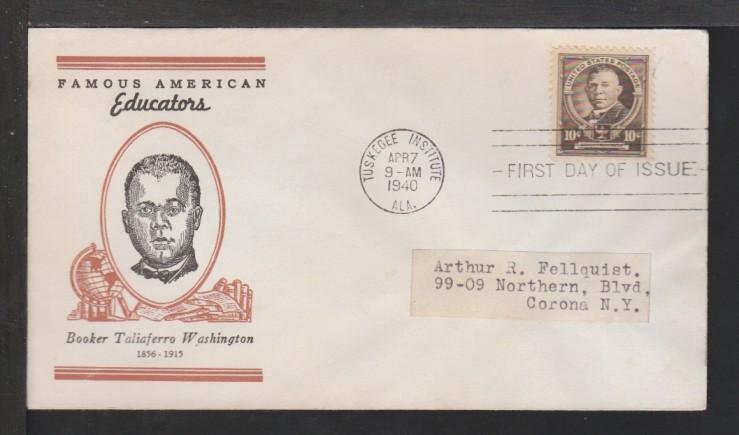 FAMOUS AMERICAN
Educators
Booker Taliaferro Washington
1856 - 1915
UNITED STATES POSTAGE
10¢ 10¢
TUSKEGEE INSTITUTE
APR 7
9-AM
1940
ALA.
FIRST DAY OF ISSUE
Arthur R. Fellquist.
99-09 Northern, Blvd,
Corona N.Y.